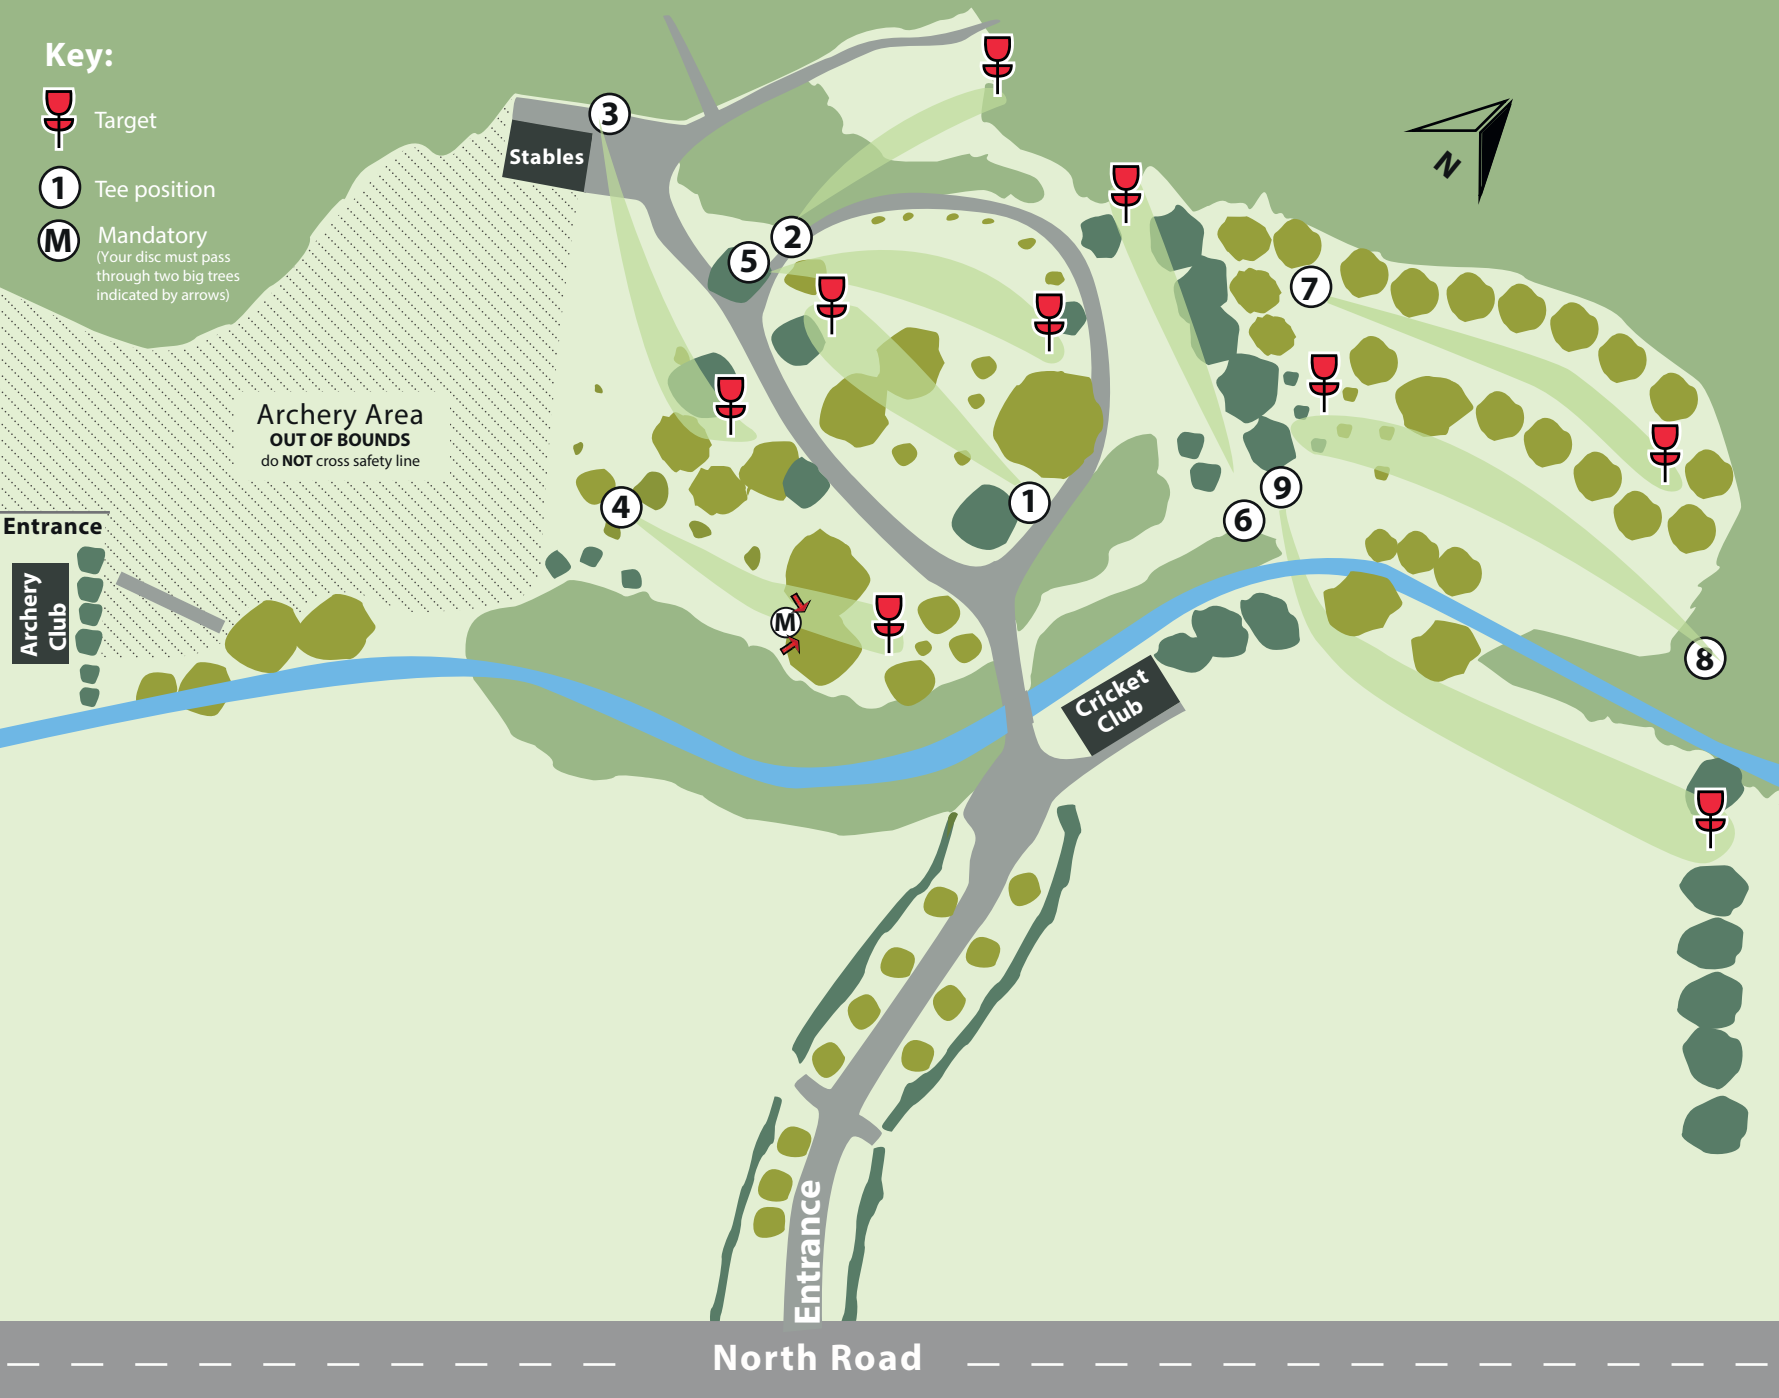 Key:
Target
1
Tee position
M
Mandatory
(Your disc must pass
through two big trees
indicated by arrows)
3
Stables
2
5
N
7
Archery Area
OUT OF BOUNDS
do NOT cross safety line
4
1
9
6
Entrance
Archery
Club
M
8
Cricket
Club
Entrance
North Road